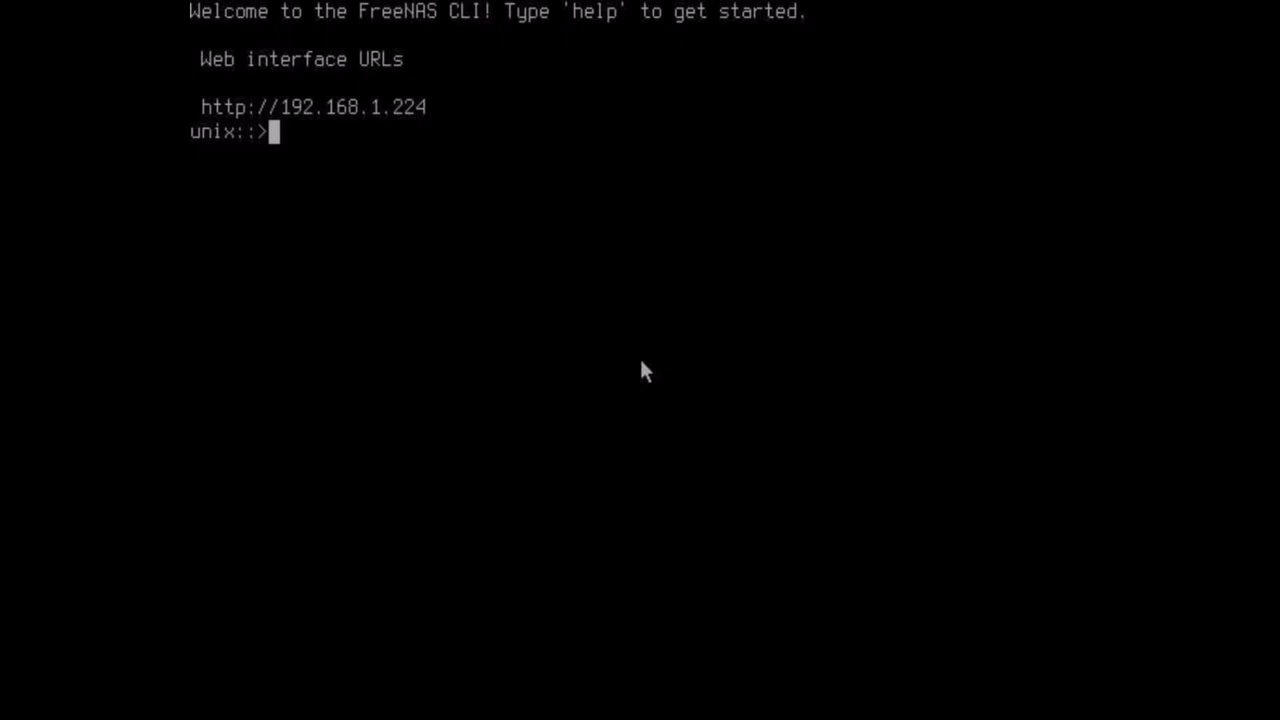 Welcome to the FreeNAS CLI! Type 'help' to get started.
Web interface URLs
http://192.168.1.224
unix::>